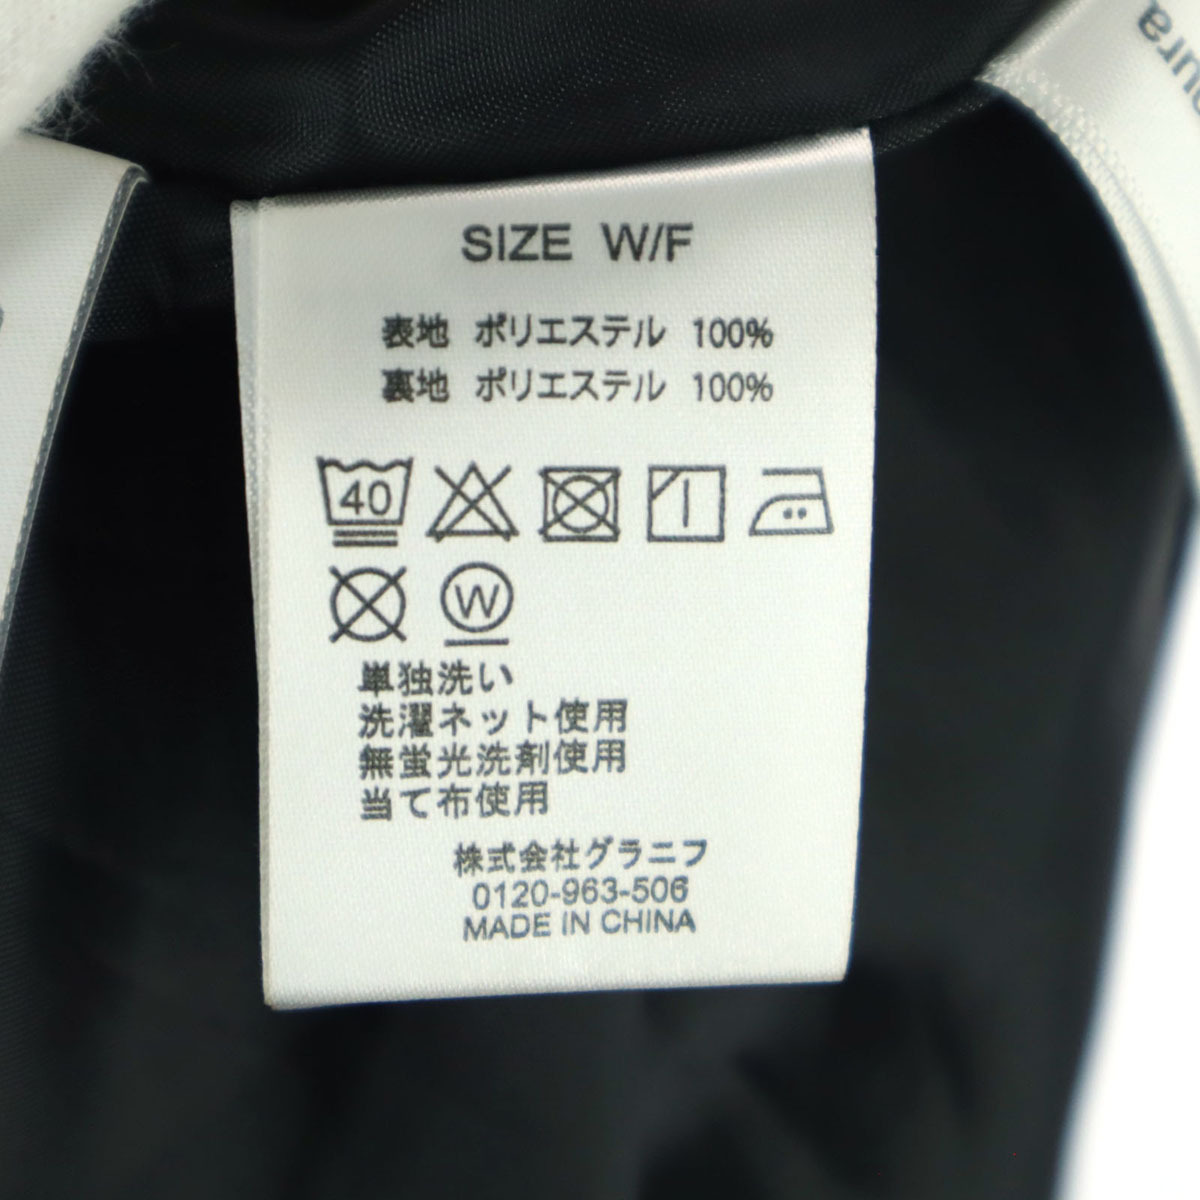 SIZE W/F
表地 ポリエステル 100%
裏地 ポリエステル 100%
40
W
単独洗い
洗濯ネット使用
無蛍光洗剤使用
当て布使用
株式会社グラニフ
0120-963-506
MADE IN CHINA